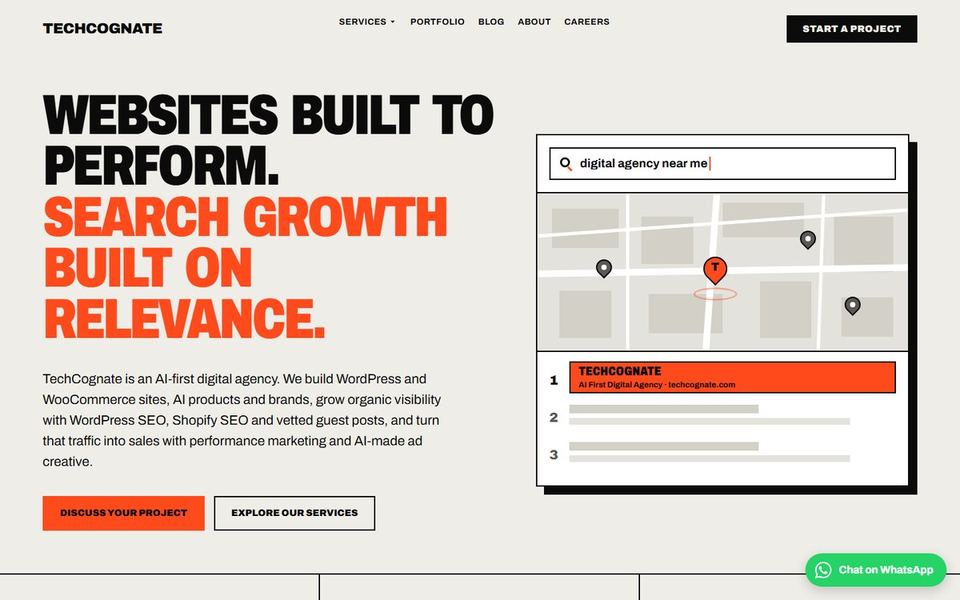 TECHCOGNATE
SERVICES
PORTFOLIO
BLOG
ABOUT
CAREERS
START A PROJECT
WEBSITES BUILT TO
PERFORM.
SEARCH GROWTH
BUILT ON
RELEVANCE.
TechCognate is an AI-first digital agency. We build WordPress and
WooCommerce sites, AI products and brands, grow organic visibility
with WordPress SEO, Shopify SEO and vetted guest posts, and turn
that traffic into sales with performance marketing and AI-made ad
creative.
DISCUSS YOUR PROJECT
EXPLORE OUR SERVICES
digital agency near me
T
1
TECHCOGNATE
AI First Digital Agency · techcognate.com
2
3
Chat on WhatsApp